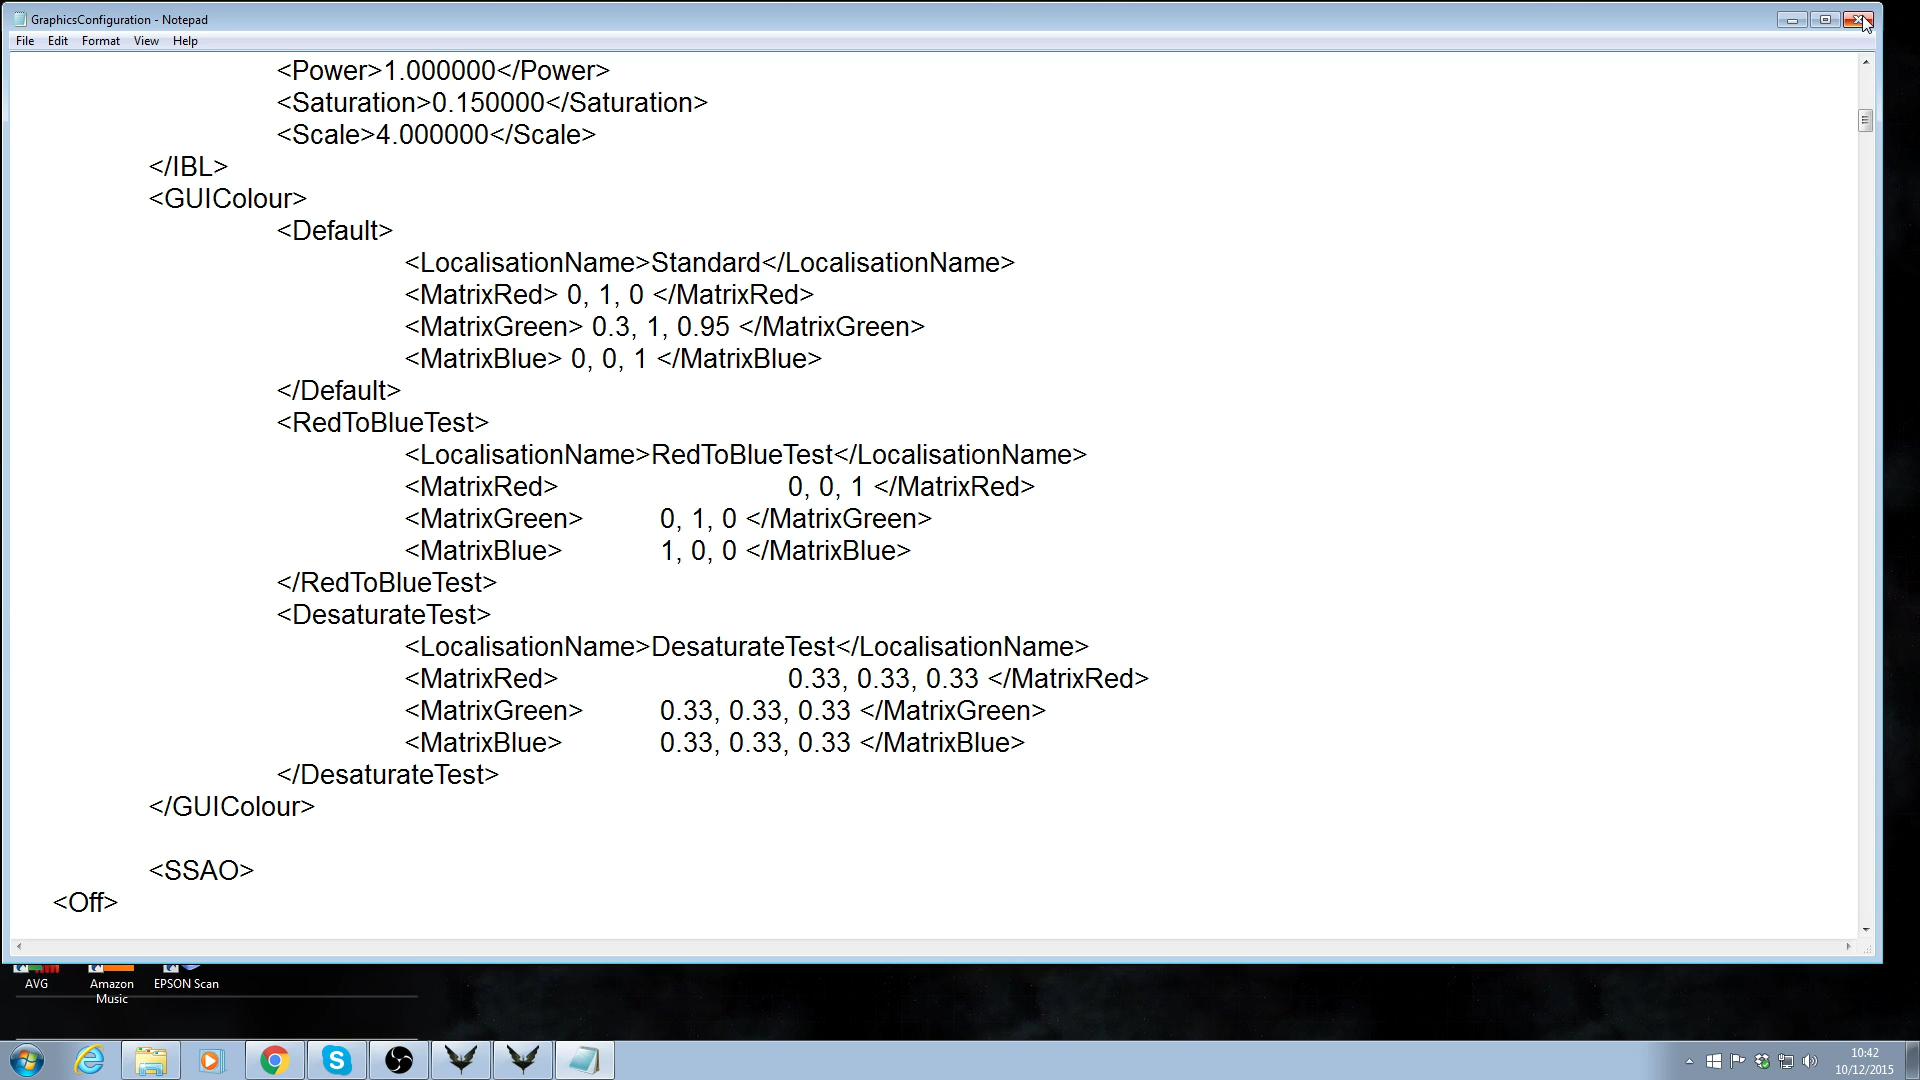 GraphicsConfiguration - Notepad
File Edit Format View Help
<Power>1.000000</Power>
<Saturation>0.150000</Saturation>
<Scale>4.000000</Scale>
</IBL>
<GUIColour>
<Default>
<LocalisationName>Standard</LocalisationName>
<MatrixRed> 0, 1, 0 </MatrixRed>
<MatrixGreen> 0.3, 1, 0.95 </MatrixGreen>
<MatrixBlue> 0, 0, 1 </MatrixBlue>
</Default>
<RedToBlueTest>
<LocalisationName>RedToBlueTest</LocalisationName>
<MatrixRed> 0, 0, 1 </MatrixRed>
<MatrixGreen> 0, 1, 0 </MatrixGreen>
<MatrixBlue> 1, 0, 0 </MatrixBlue>
</RedToBlueTest>
<DesaturateTest>
<LocalisationName>DesaturateTest</LocalisationName>
<MatrixRed> 0.33, 0.33, 0.33 </MatrixRed>
<MatrixGreen> 0.33, 0.33, 0.33 </MatrixGreen>
<MatrixBlue> 0.33, 0.33, 0.33 </MatrixBlue>
</DesaturateTest>
</GUIColour>
<SSAO>
<Off>
AVG
Amazon
Music
EPSON Scan
10:42
10/12/2015